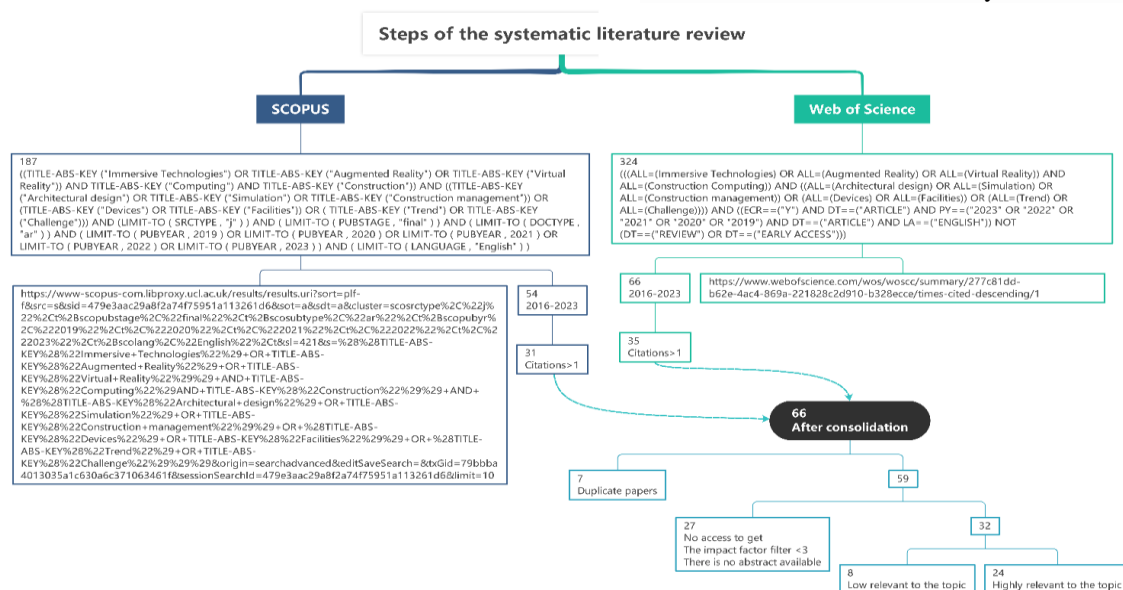 Steps of the systematic literature review
SCOPUS
Web of Science
187
((TITLE-ABS-KEY ("Immersive Technologies") OR TITLE-ABS-KEY ("Augmented Reality") OR TITLE-ABS-KEY ("Virtual
Reality")) AND TITLE-ABS-KEY ("Computing") AND TITLE-ABS-KEY ("Construction")) AND ((TITLE-ABS-KEY
("Architectural design") OR TITLE-ABS-KEY ("Simulation") OR TITLE-ABS-KEY ("Construction management")) OR
(TITLE-ABS-KEY ("Devices") OR TITLE-ABS-KEY ("Facilities")) OR ( TITLE-ABS-KEY ("Trend") OR TITLE-ABS-KEY
("Challenge"))) AND (LIMIT-TO ( SRCTYPE , "j" ) ) AND ( LIMIT-TO ( PUBSTAGE , "final" ) ) AND ( LIMIT-TO ( DOCTYPE ,
"ar" ) ) AND ( LIMIT-TO ( PUBYEAR , 2019 ) OR LIMIT-TO ( PUBYEAR , 2020 ) OR LIMIT-TO ( PUBYEAR , 2021 ) OR
LIMIT-TO ( PUBYEAR , 2022 ) OR LIMIT-TO ( PUBYEAR , 2023 ) ) AND ( LIMIT-TO ( LANGUAGE , "English" ) )
324
(((ALL=(Immersive Technologies) OR ALL=(Augmented Reality) OR ALL=(Virtual Reality)) AND
ALL=(Construction Computing)) AND ((ALL=(Architectural design) OR ALL=(Simulation) OR
ALL=(Construction management)) OR (ALL=(Devices) OR ALL=(Facilities)) OR (ALL=(Trend) OR
ALL=(Challenge)))) AND ((ECR=="Y") AND DT==("ARTICLE") AND PY==("2023" OR "2022" OR
"2021" OR "2020" OR "2019") AND DT==("ARTICLE") AND LA==("ENGLISH")) NOT
(DT==("REVIEW") OR DT==("EARLY ACCESS")))
https://www-scopus-com.libproxy.ucl.ac.uk/results/results.uri?sort=plf-
f&src=s&sid=479e3aac29a8f2a74f75951a113261d6&sot=a&sdt=a&cluster=scosrctype%2C%22j%
22%2Ct%2Bscopubstage%2C%22final%22%2Ct%2Bscosubtype%2C%22ar%22%2Ct%2Bscopubyr%
2C%222019%22%2Ct%2C%222020%22%2Ct%2C%222021%22%2Ct%2C%222022%22%2Ct%2C%2
22023%22%2Ct%2Bscolang%2C%22English%22%2Ct&sl=421&s=%28%28TITLE-ABS-
KEY%28%22Immersive+Technologies%22%29+OR+TITLE-ABS-
KEY%28%22Augmented+Reality%22%29+OR+TITLE-ABS-
KEY%28%22Virtual+Reality%22%29%29+AND+TITLE-ABS-
KEY%28%22Computing%22%29AND+TITLE-ABS-KEY%28%22Construction%22%29%29+AND+
%28%28TITLE-ABS-KEY%28%22Architectural+design%22%29+OR+TITLE-ABS-
KEY%28%22Simulation%22%29+OR+TITLE-ABS-
KEY%28%22Construction+management%22%29%29+OR+%28TITLE-ABS-
KEY%28%22Devices%22%29+OR+TITLE-ABS-KEY%28%22Facilities%22%29%29+OR+%28TITLE-
ABS-KEY%28%22Trend%22%29+OR+TITLE-ABS-
KEY%28%22Challenge%22%29%29%29&origin=searchadvanced&editSaveSearch=&txGid=79bbba
4013035a1c630a6c371063461f&sessionSearchId=479e3aac29a8f2a74f75951a113261d6&limit=10
54
2016-2023
31
Citations>1
66
2016-2023
https://www.webofscience.com/wos/woscc/summary/277c81dd-
b62e-4ac4-869a-221828c2d910-b328ecce/times-cited-descending/1
35
Citations>1
66
After consolidation
7
Duplicate papers
59
27
No access to get
The impact factor filter <3
There is no abstract available
32
8
Low relevant to the topic
24
Highly relevant to the topic